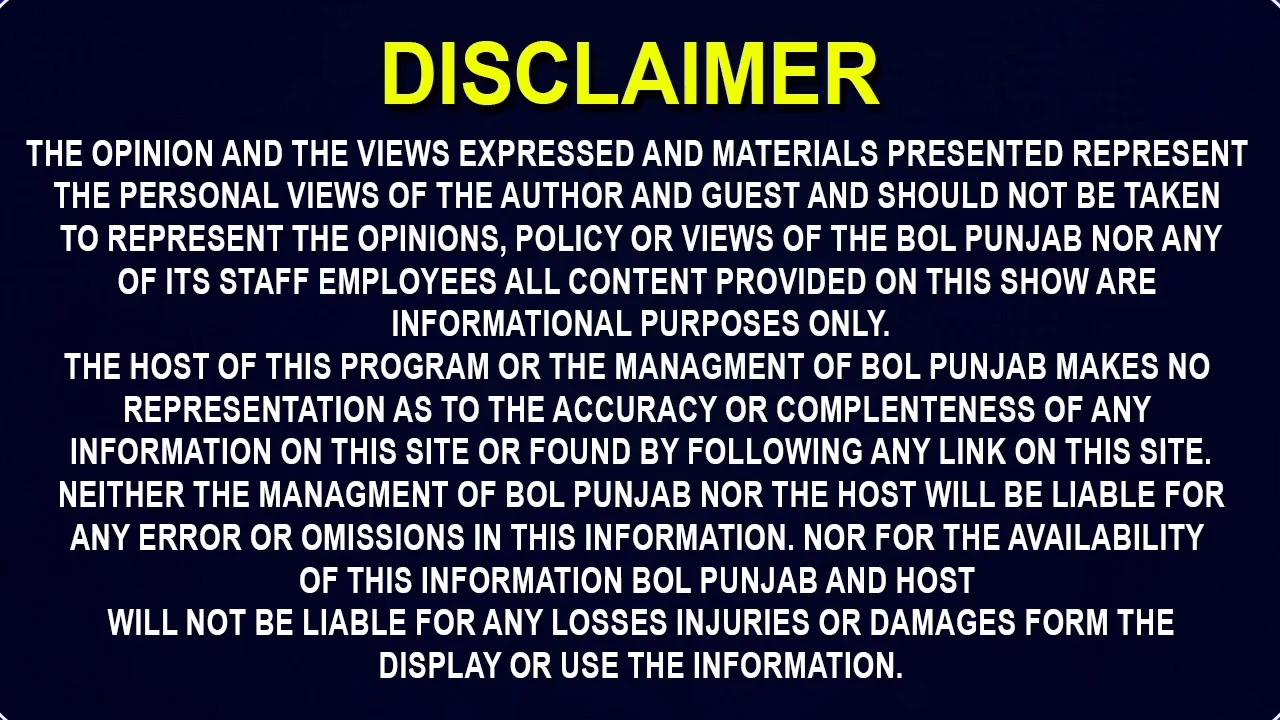 DISCLAIMER
THE OPINION AND THE VIEWS EXPRESSED AND MATERIALS PRESENTED REPRESENT
THE PERSONAL VIEWS OF THE AUTHOR AND GUEST AND SHOULD NOT BE TAKEN
TO REPRESENT THE OPINIONS, POLICY OR VIEWS OF THE BOL PUNJAB NOR ANY
OF ITS STAFF EMPLOYEES ALL CONTENT PROVIDED ON THIS SHOW ARE
INFORMATIONAL PURPOSES ONLY.
THE HOST OF THIS PROGRAM OR THE MANAGMENT OF BOL PUNJAB MAKES NO
REPRESENTATION AS TO THE ACCURACY OR COMPLENTENESS OF ANY
INFORMATION ON THIS SITE OR FOUND BY FOLLOWING ANY LINK ON THIS SITE.
NEITHER THE MANAGMENT OF BOL PUNJAB NOR THE HOST WILL BE LIABLE FOR
ANY ERROR OR OMISSIONS IN THIS INFORMATION. NOR FOR THE AVAILABILITY
OF THIS INFORMATION BOL PUNJAB AND HOST
WILL NOT BE LIABLE FOR ANY LOSSES INJURIES OR DAMAGES FORM THE
DISPLAY OR USE THE INFORMATION.